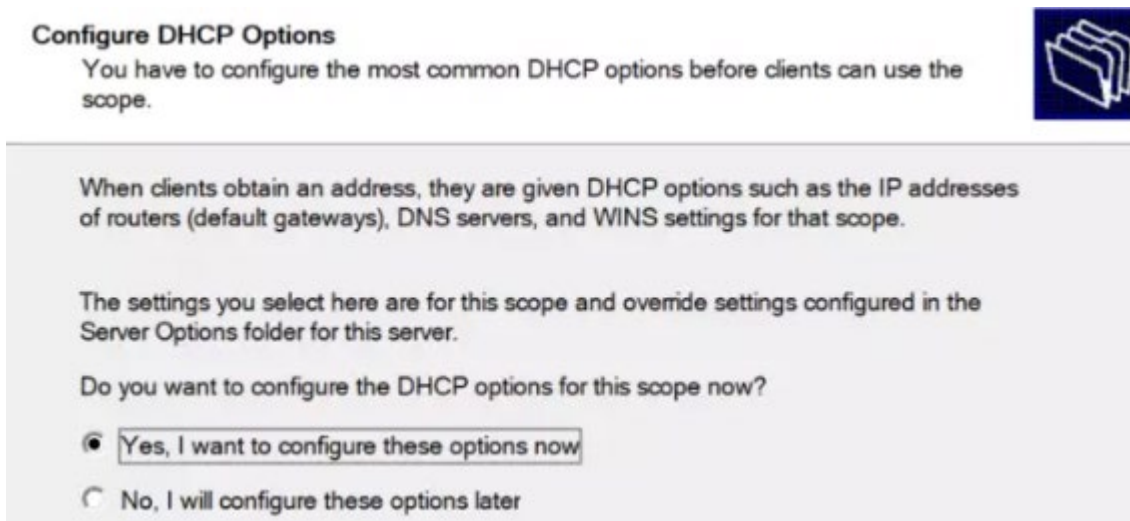 Configure DHCP Options
You have to configure the most common DHCP options before clients can use the
scope.
When clients obtain an address, they are given DHCP options such as the IP addresses
of routers (default gateways), DNS servers, and WINS settings for that scope.
The settings you select here are for this scope and override settings configured in the
Server Options folder for this server.
Do you want to configure the DHCP options for this scope now?
Yes, I want to configure these options now
No, I will configure these options later